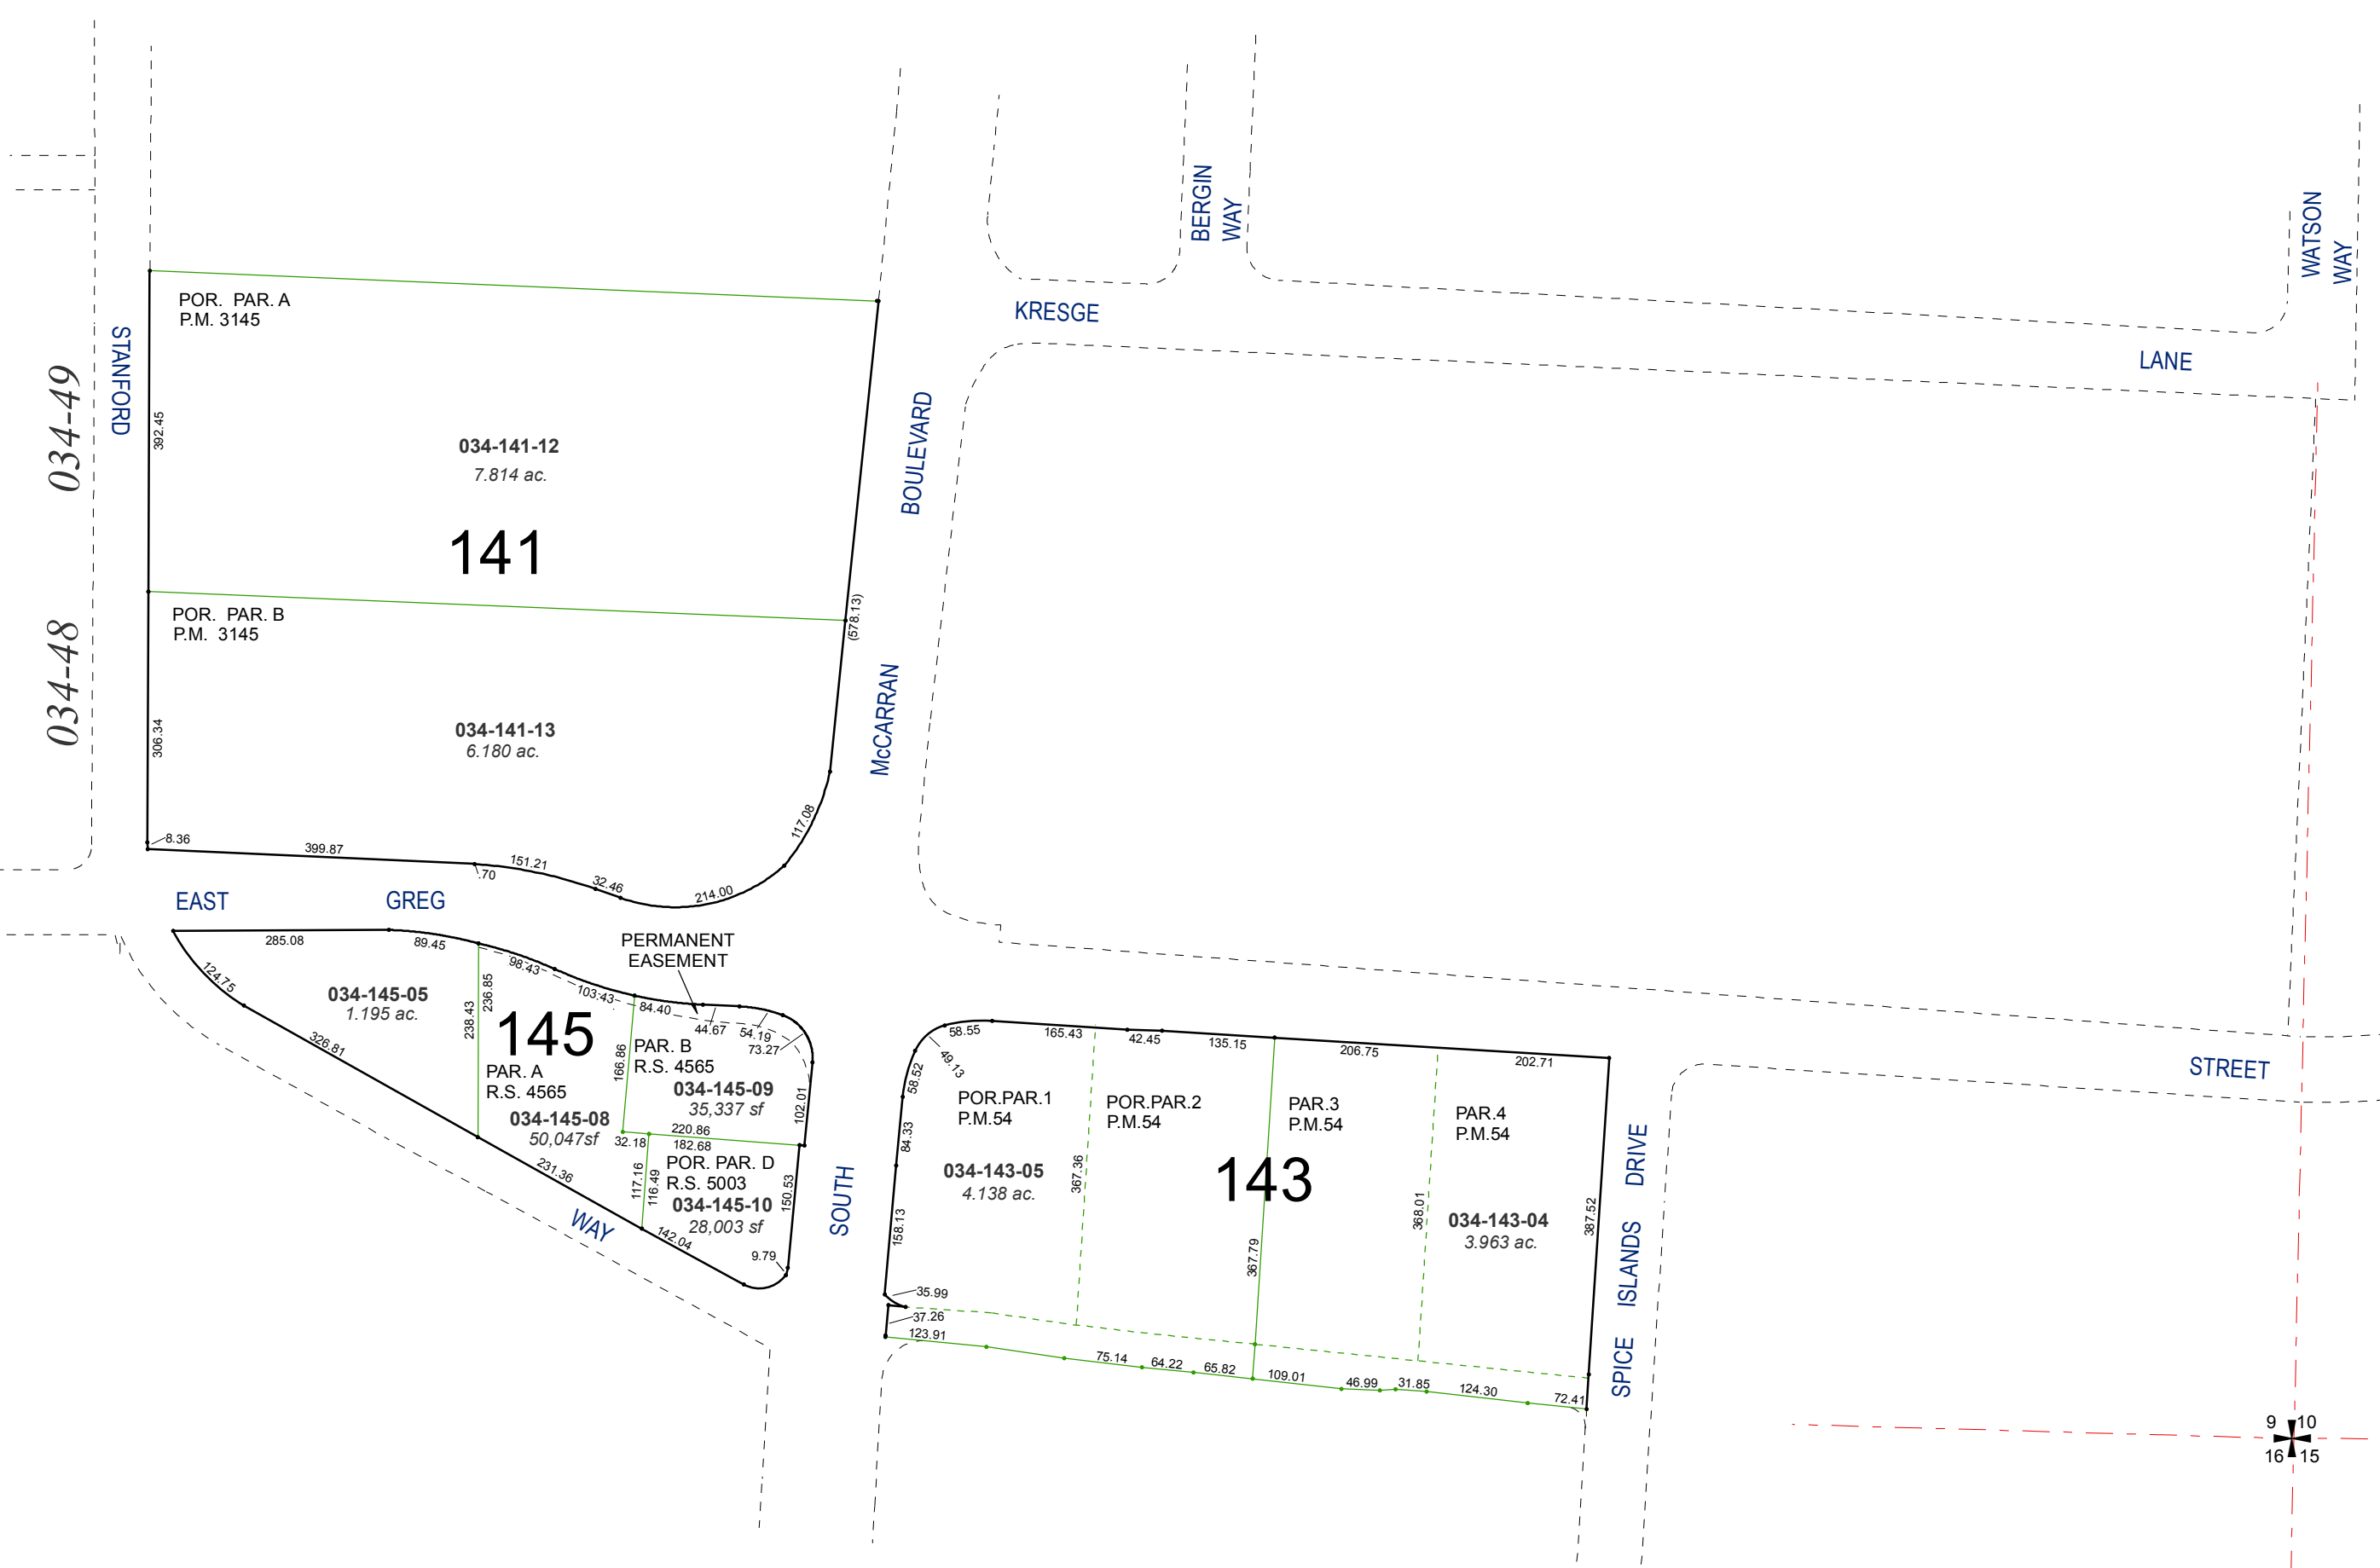 BERGIN
WAY
WATSON
WAY
KRESGE
LANE
STANFORD
034-49
034-48
POR. PAR. A
P.M. 3145
392.45
034-141-12
7.814 ac.
141
BOULEVARD
(578.13)
POR. PAR. B
P.M. 3145
306.34
034-141-13
6.180 ac.
McCARRAN
117.08
8.36
399.87
.70
151.21
32.46
214.00
EAST
GREG
STREET
285.08
89.45
98.43
103.43
84.40
44.67
54.19
73.27
PERMANENT
EASEMENT
124.75
326.81
034-145-05
1.195 ac.
238.43
236.85
145
PAR. A
R.S. 4565
034-145-08
50,047sf
166.86
PAR. B
R.S. 4565
034-145-09
35,337 sf
102.01
220.86
32.18
182.68
POR. PAR. D
R.S. 5003
034-145-10
28,003 sf
117.16
116.49
150.53
231.36
142.04
9.79
WAY
SOUTH
58.55
49.13
58.52
84.33
158.13
35.99
37.26
123.91
165.43
42.45
135.15
206.75
202.71
POR.PAR.1
P.M.54
034-143-05
4.138 ac.
367.36
POR.PAR.2
P.M.54
143
367.79
PAR.3
P.M.54
368.01
PAR.4
P.M.54
034-143-04
3.963 ac.
387.52
75.14
64.22
65.82
109.01
46.99
31.85
124.30
72.41
SPICE ISLANDS DRIVE
9 10
16 15